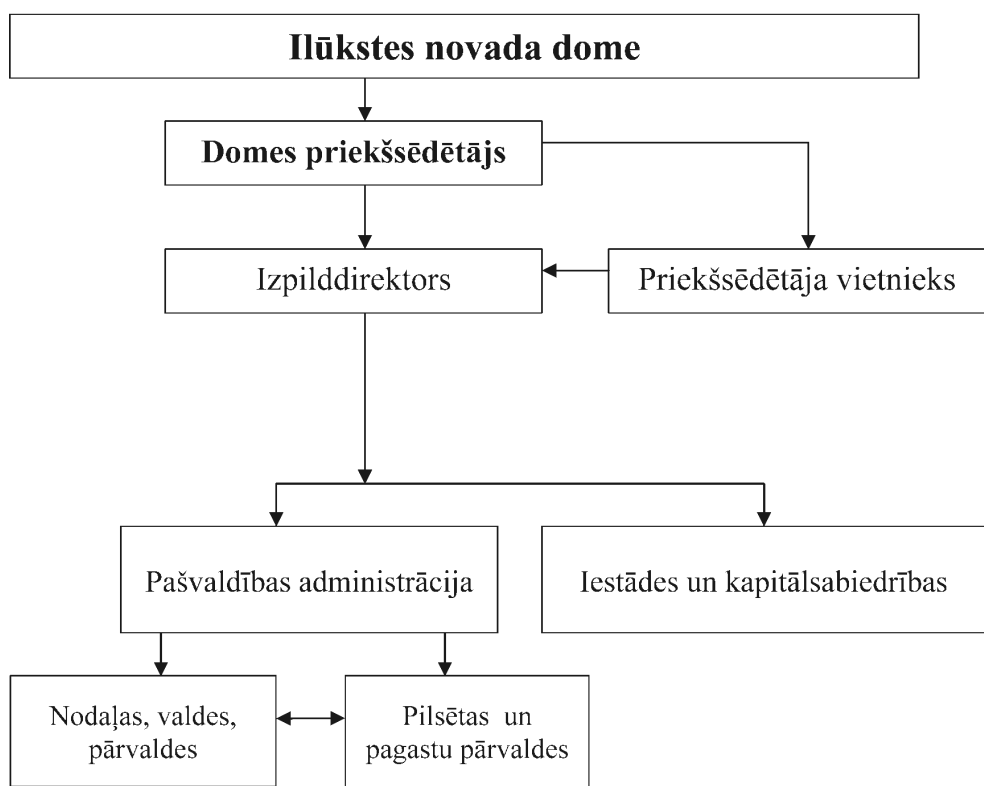 Ilūkstes novada dome
Domes priekšsēdētājs
Izpilddirektors
Priekšsēdētāja vietnieks
Pašvaldības administrācija
Iestādes un kapitālsabiedrības
Nodaļas, valdes,
pārvaldes
Pilsētas un
pagastu pārvaldes